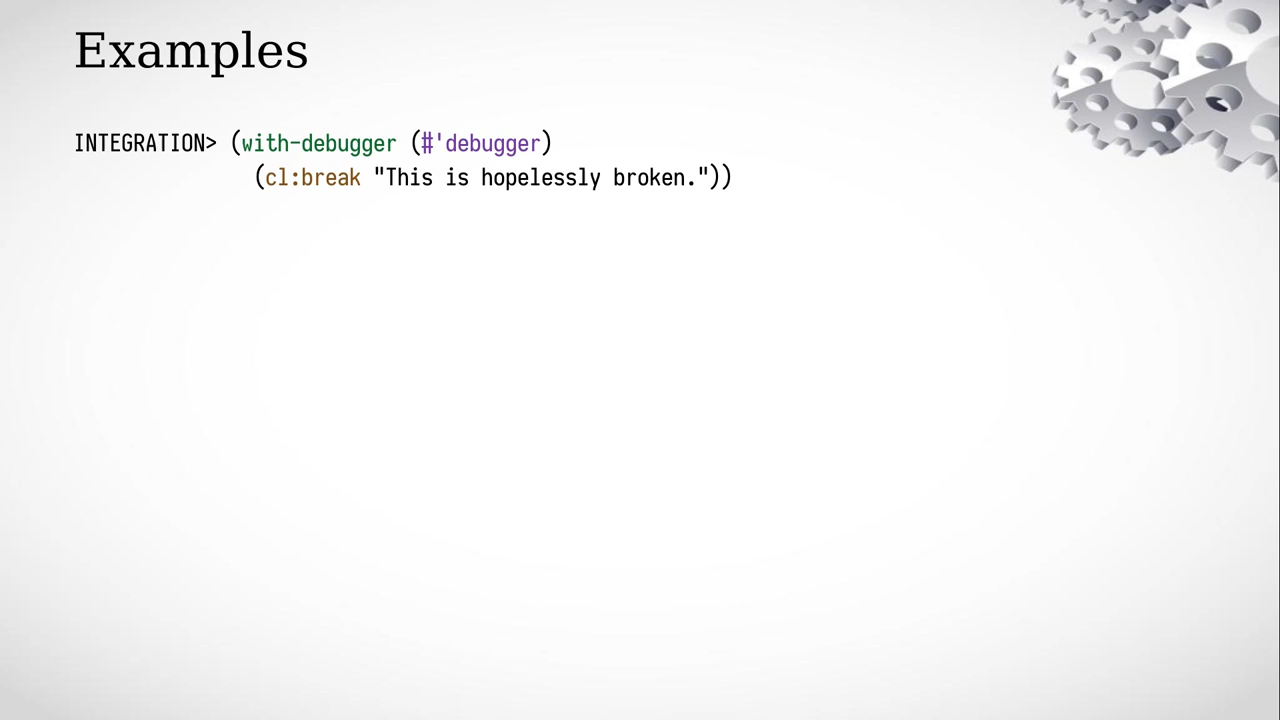 Examples
INTEGRATION> (with-debugger (#'debugger)
(cl:break "This is hopelessly broken."))